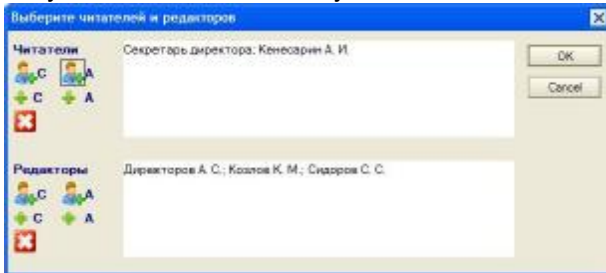 Выберите читателей и редакторов
Читатели
Секретарь директора; Кенесарин А. И.
C A
+ C + A
OK
Cancel
Редакторы
Директоров А. С.; Козлов К. М.; Сидоров С. С.
C A
+ C + A